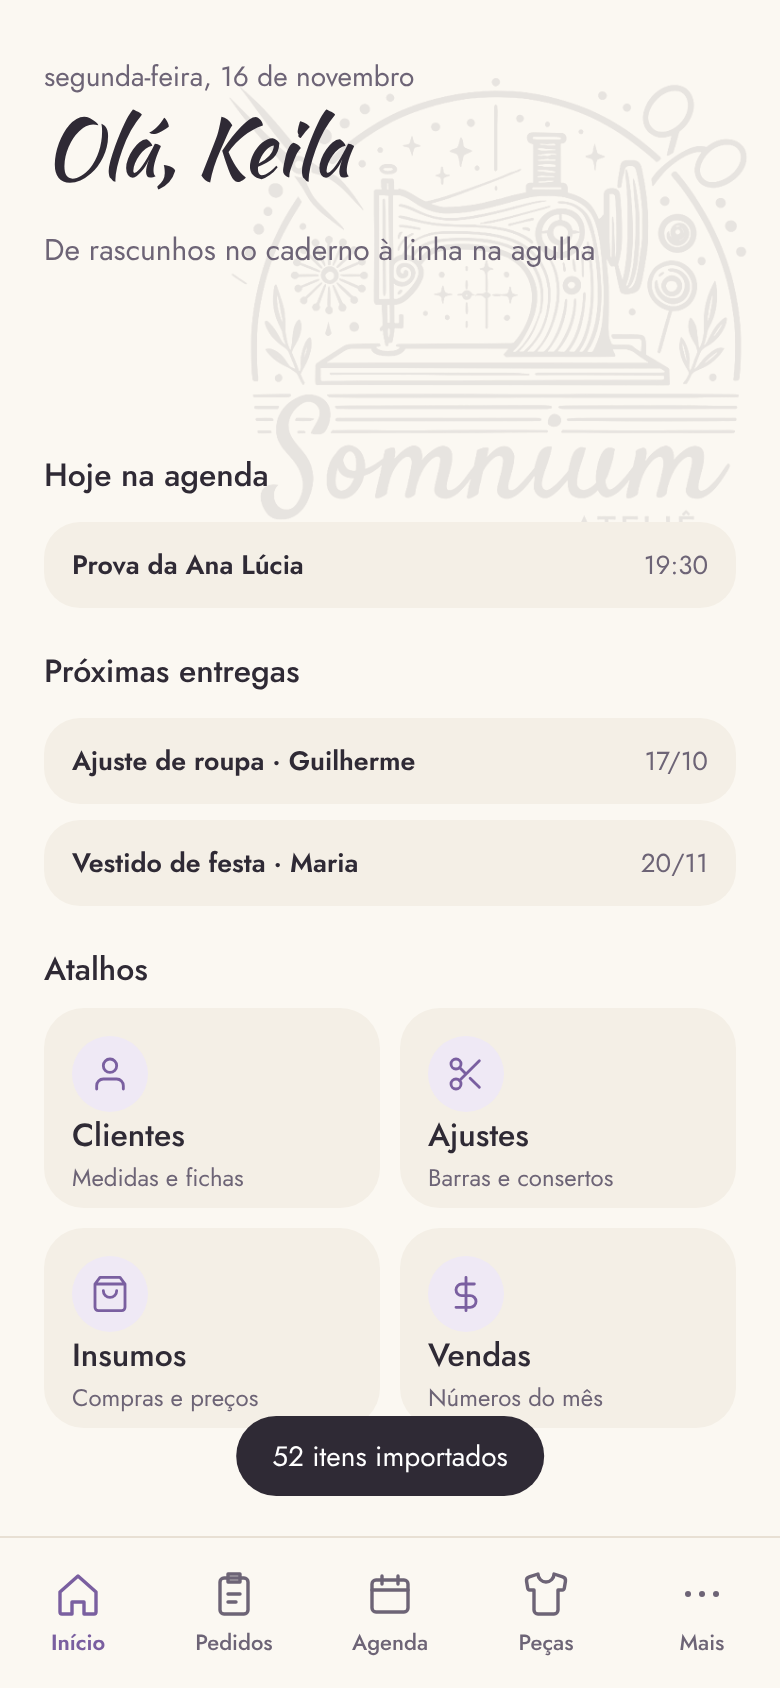 segunda-feira, 16 de novembro
Olá, Keila
De rascunhos no caderno à linha na agulha
Somnium
ATELIÊ
Hoje na agenda
Prova da Ana Lúcia 19:30
Próximas entregas
Ajuste de roupa · Guilherme 17/10
Vestido de festa · Maria 20/11
Atalhos
Clientes
Medidas e fichas
Ajustes
Barras e consertos
Insumos
Compras e preços
Vendas
Números do mês
52 itens importados
Início
Pedidos
Agenda
Peças
Mais